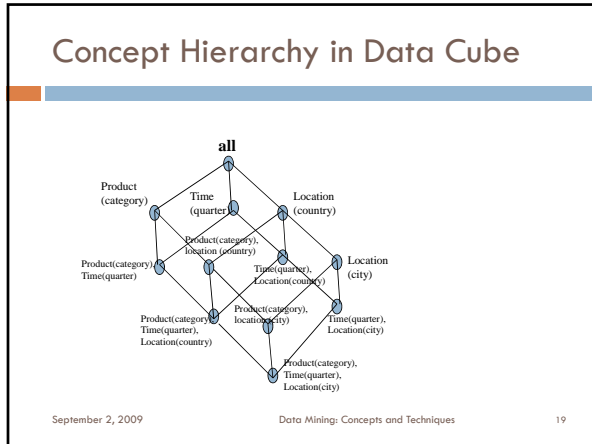 Concept Hierarchy in Data Cube
all
Product
(category)
Time
(quarter)
Location
(country)
Product(category),
location (country)
Product(category),
Time(quarter)
Time(quarter),
Location(country)
Location
(city)
Product(category),
Time(quarter),
Location(country)
Product(category),
location(city)
Time(quarter),
Location(city)
Product(category),
Time(quarter),
Location(city)
September 2, 2009
Data Mining: Concepts and Techniques
19